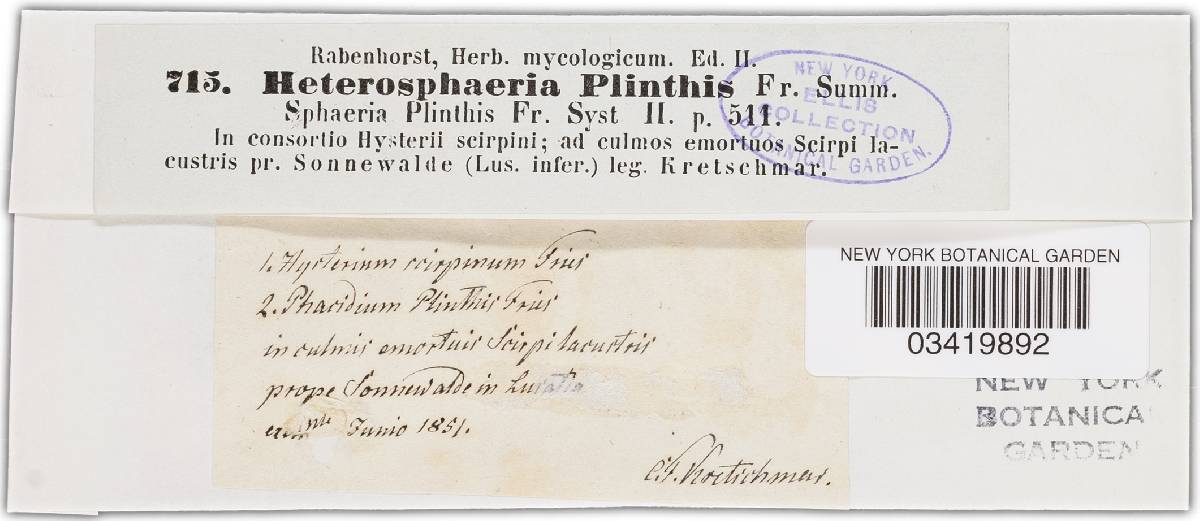 Rabenhorst, Herb. mycologicum. Ed. II.
715. Heterosphaeria Plinthis Fr. Summ.
Sphaeria Plinthis Fr. Syst II. p. 511.
In consortio Hysterii scirpini; ad culmos emortuos Scirpi la-
custris pr. Sonnewalde (Lus. infer.) leg. Kretschmar.
NEW YORK
ELLIS
COLLECTION
BOTANICAL GARDEN.
1. Hysterium scirpinum Fries
2. Phacidium Plinthis Fries
in culmis emortuis Scirpi lacustris
prope Sonnewalde in Lusatia
Junio 1851.
Kretschmar.
NEW YORK BOTANICAL GARDEN
03419892
NEW YORK
BOTANICA
GARDEN